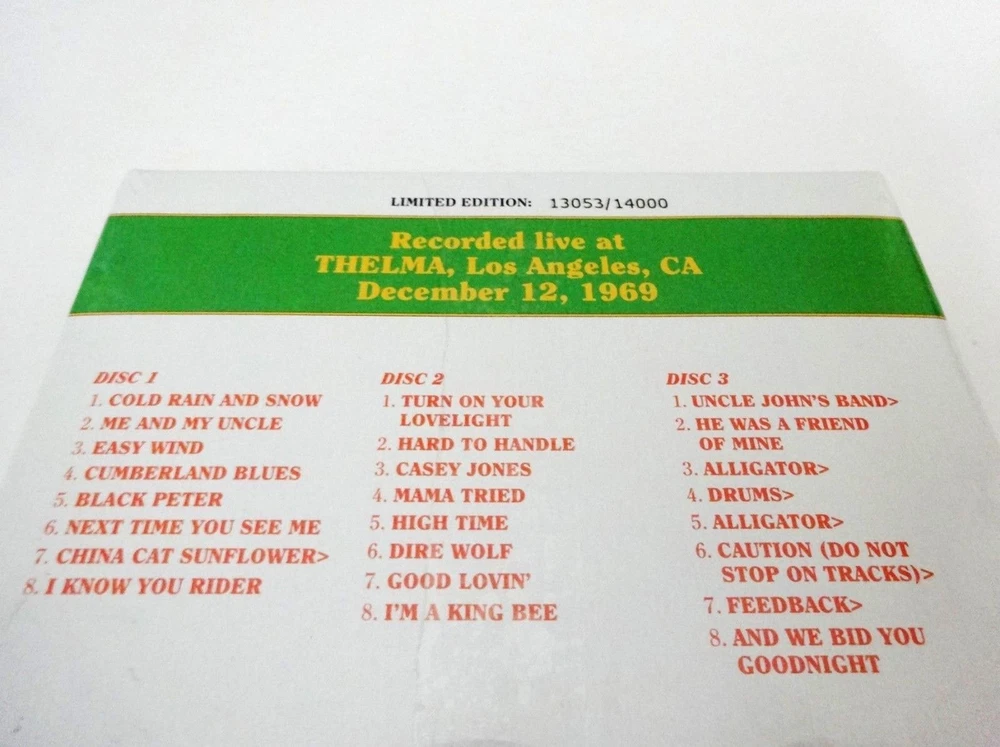 LIMITED EDITION: 13053/14000
Recorded live at
THELMA, Los Angeles, CA
December 12, 1969
DISC 1
1. COLD RAIN AND SNOW
2. ME AND MY UNCLE
3. EASY WIND
4. CUMBERLAND BLUES
5. BLACK PETER
6. NEXT TIME YOU SEE ME
7. CHINA CAT SUNFLOWER>
8. I KNOW YOU RIDER
DISC 2
1. TURN ON YOUR
LOVELIGHT
2. HARD TO HANDLE
3. CASEY JONES
4. MAMA TRIED
5. HIGH TIME
6. DIRE WOLF
7. GOOD LOVIN'
8. I'M A KING BEE
DISC 3
1. UNCLE JOHN'S BAND>
2. HE WAS A FRIEND
OF MINE
3. ALLIGATOR>
4. DRUMS>
5. ALLIGATOR>
6. CAUTION (DO NOT
STOP ON TRACKS)>
7. FEEDBACK>
8. AND WE BID YOU
GOODNIGHT